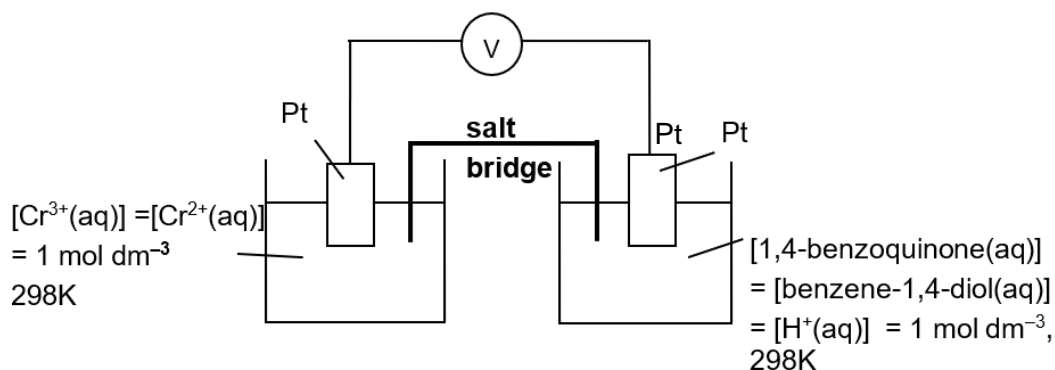 V
Pt
salt
bridge
Pt
Pt
[Cr³⁺(aq)] =[Cr²⁺(aq)]
= 1 mol dm⁻³
298K
[1,4-benzoquinone(aq)]
= [benzene-1,4-diol(aq)]
= [H⁺(aq)]  = 1 mol dm⁻³,
298K